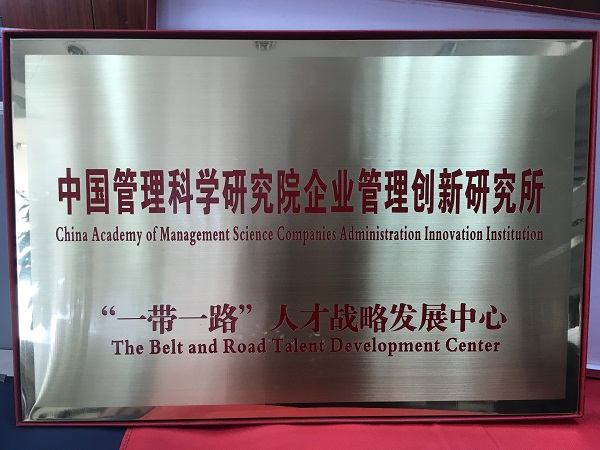 中国管理科学研究院企业管理创新研究所
China Academy of Management Science Companies Administration Innovation Institution
“一带一路”人才战略发展中心
The Belt and Road Talent Development Center